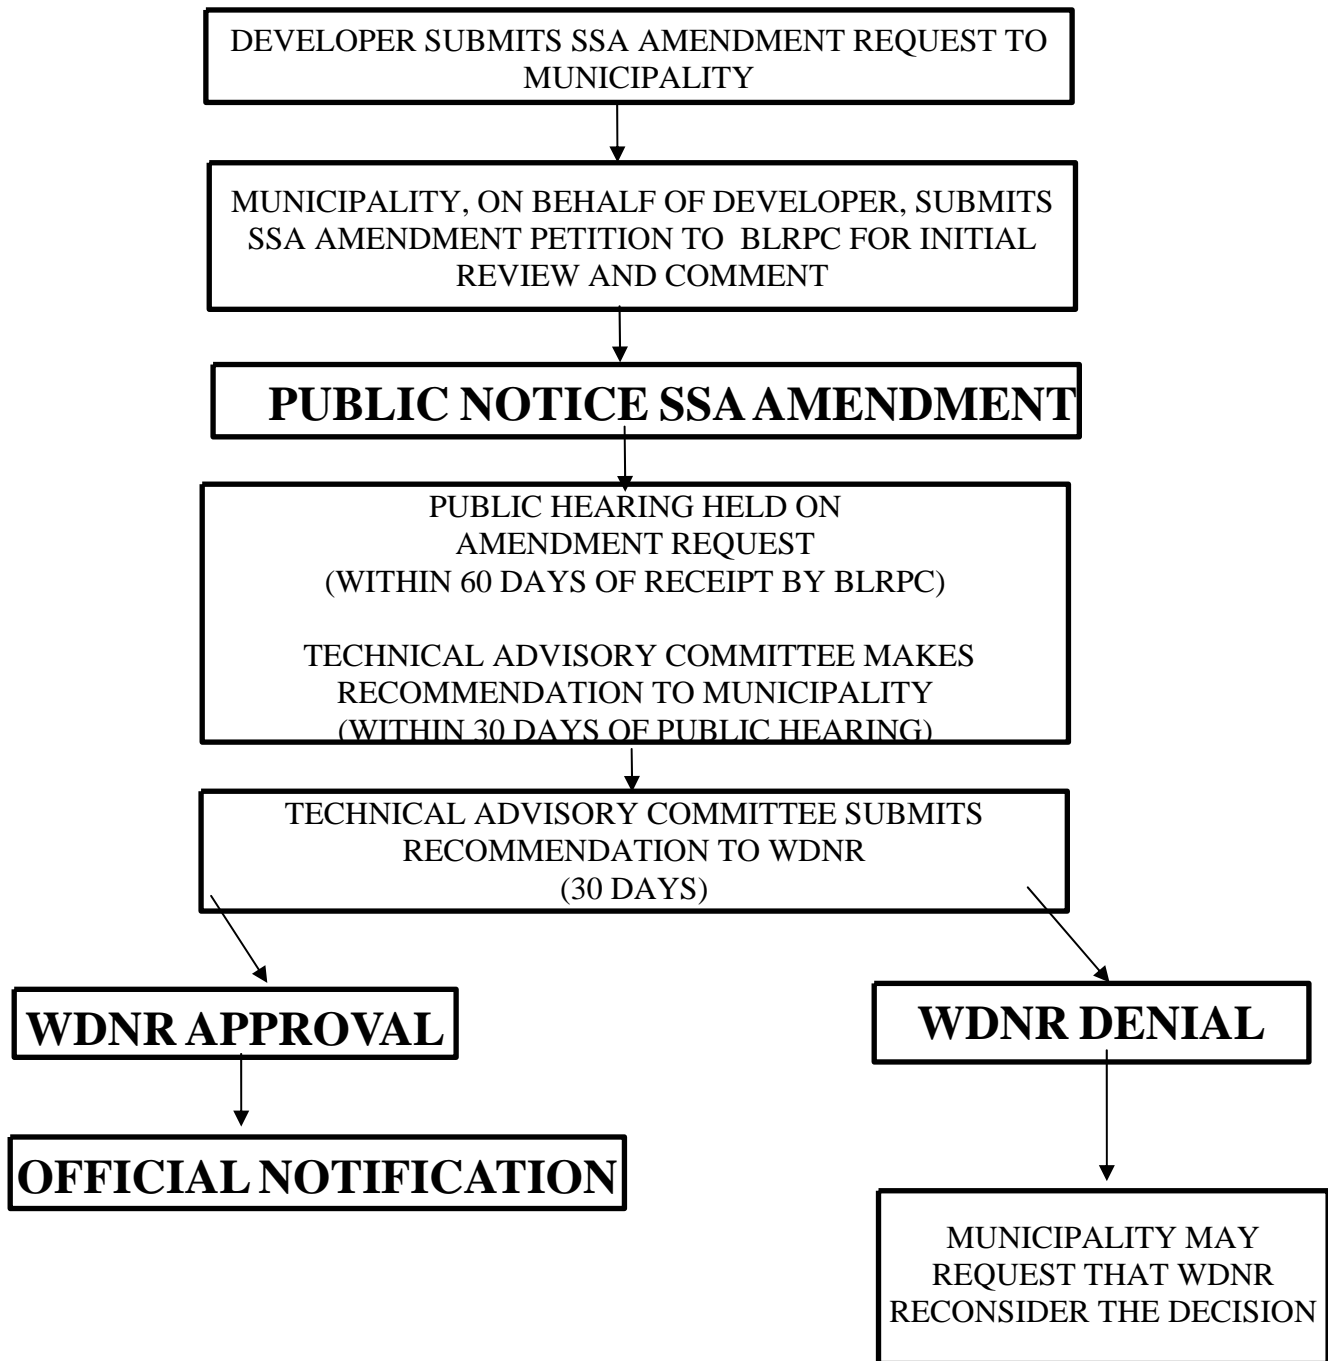 DEVELOPER SUBMITS SSA AMENDMENT REQUEST TO
MUNICIPALITY
MUNICIPALITY, ON BEHALF OF DEVELOPER, SUBMITS
SSA AMENDMENT PETITION TO BLRPC FOR INITIAL
REVIEW AND COMMENT
PUBLIC NOTICE SSA AMENDMENT
PUBLIC HEARING HELD ON
AMENDMENT REQUEST
(WITHIN 60 DAYS OF RECEIPT BY BLRPC)
TECHNICAL ADVISORY COMMITTEE MAKES
RECOMMENDATION TO MUNICIPALITY
(WITHIN 30 DAYS OF PUBLIC HEARING)
TECHNICAL ADVISORY COMMITTEE SUBMITS
RECOMMENDATION TO WDNR
(30 DAYS)
WDNR APPROVAL
WDNR DENIAL
OFFICIAL NOTIFICATION
MUNICIPALITY MAY
REQUEST THAT WDNR
RECONSIDER THE DECISION